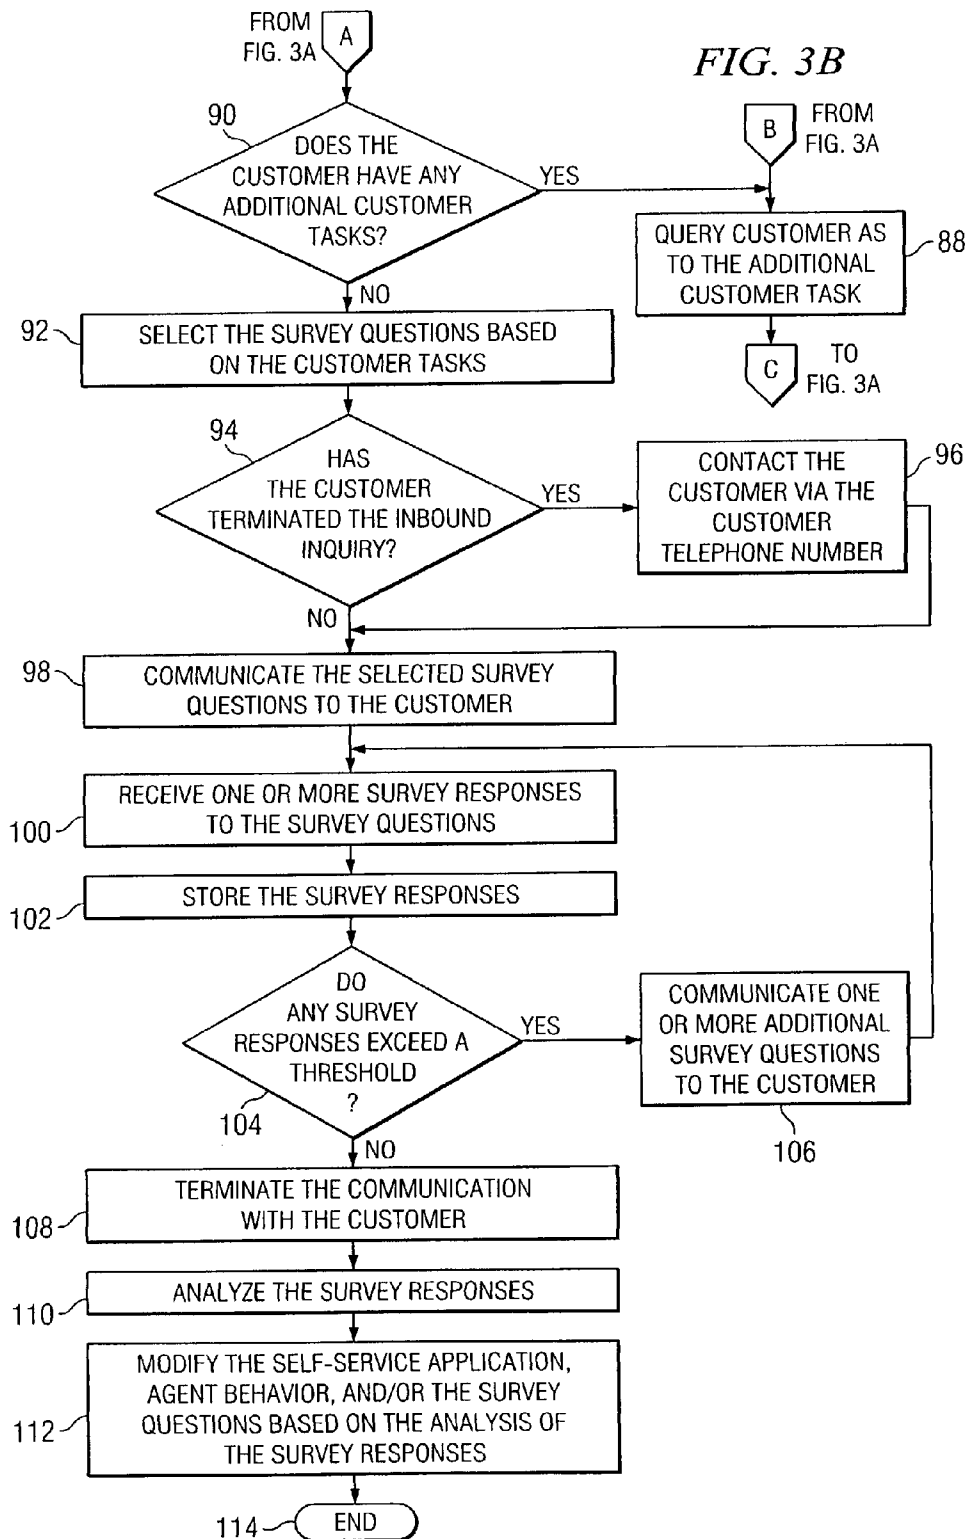 FROM
FIG. 3A
A
FIG. 3B
B
FROM
FIG. 3A
90
DOES THE
CUSTOMER HAVE ANY
ADDITIONAL CUSTOMER
TASKS?
YES
QUERY CUSTOMER AS
TO THE ADDITIONAL
CUSTOMER TASK
88
NO
92
SELECT THE SURVEY QUESTIONS BASED
ON THE CUSTOMER TASKS
C
TO
FIG. 3A
94
HAS
THE CUSTOMER
TERMINATED THE INBOUND
INQUIRY?
YES
CONTACT THE
CUSTOMER VIA THE
CUSTOMER
TELEPHONE NUMBER
96
NO
98
COMMUNICATE THE SELECTED SURVEY
QUESTIONS TO THE CUSTOMER
RECEIVE ONE OR MORE SURVEY RESPONSES
TO THE SURVEY QUESTIONS
100
STORE THE SURVEY RESPONSES
102
DO
ANY SURVEY
RESPONSES EXCEED A
THRESHOLD
?
104
YES
COMMUNICATE ONE
OR MORE ADDITIONAL
SURVEY QUESTIONS
TO THE CUSTOMER
106
NO
TERMINATE THE COMMUNICATION
WITH THE CUSTOMER
108
ANALYZE THE SURVEY RESPONSES
110
MODIFY THE SELF-SERVICE APPLICATION,
AGENT BEHAVIOR, AND/OR THE SURVEY
QUESTIONS BASED ON THE ANALYSIS OF
THE SURVEY RESPONSES
112
END
114